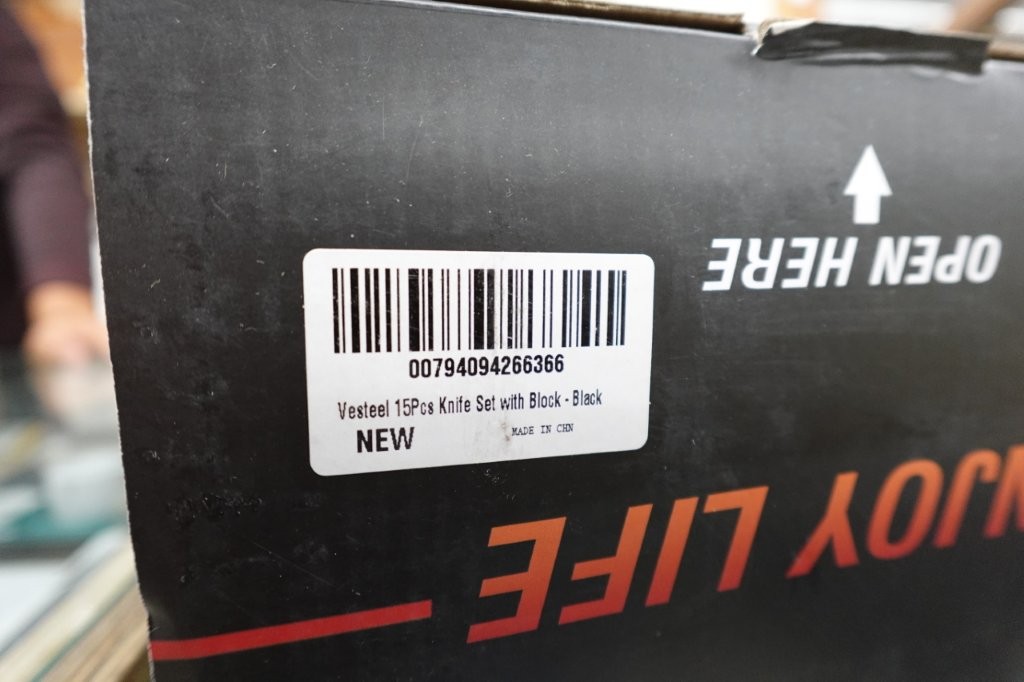 OPEN HERE
00794094266366
Vesteel 15Pcs Knife Set with Block - Black
NEW
MADE IN CHN
NJOY LIFE